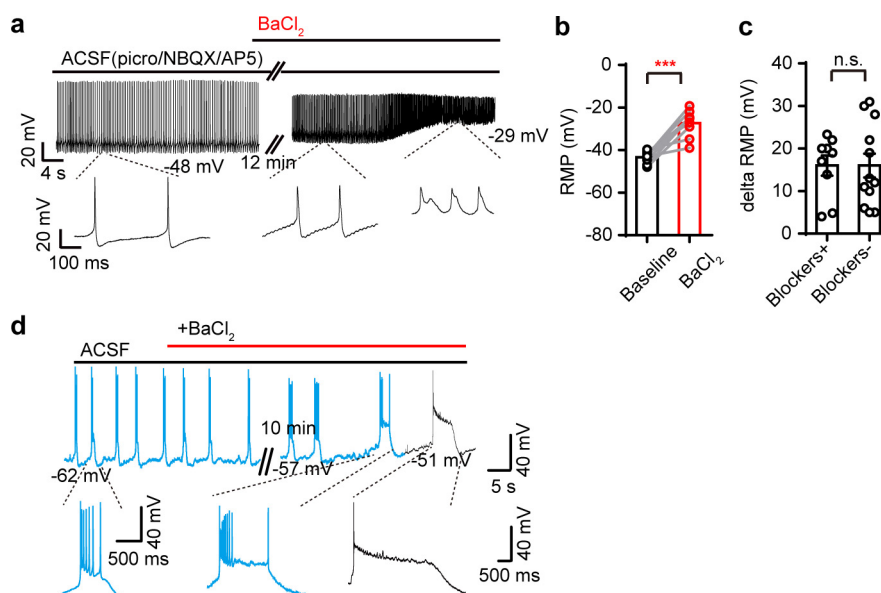 a
BaCl2
ACSF(picro/NBQX/AP5)
20 mV
4 s
-48 mV
12 min
-29 mV
20 mV
100 ms
b
***
0
-20
-40
-60
-80
RMP (mV)
Baseline
BaCl2
c
n.s.
40
30
20
10
0
delta RMP (mV)
Blockers+
Blockers-
d
+BaCl2
ACSF
10 min
-62 mV
-57 mV
-51 mV
40 mV
5 s
40 mV
500 ms
40 mV
500 ms